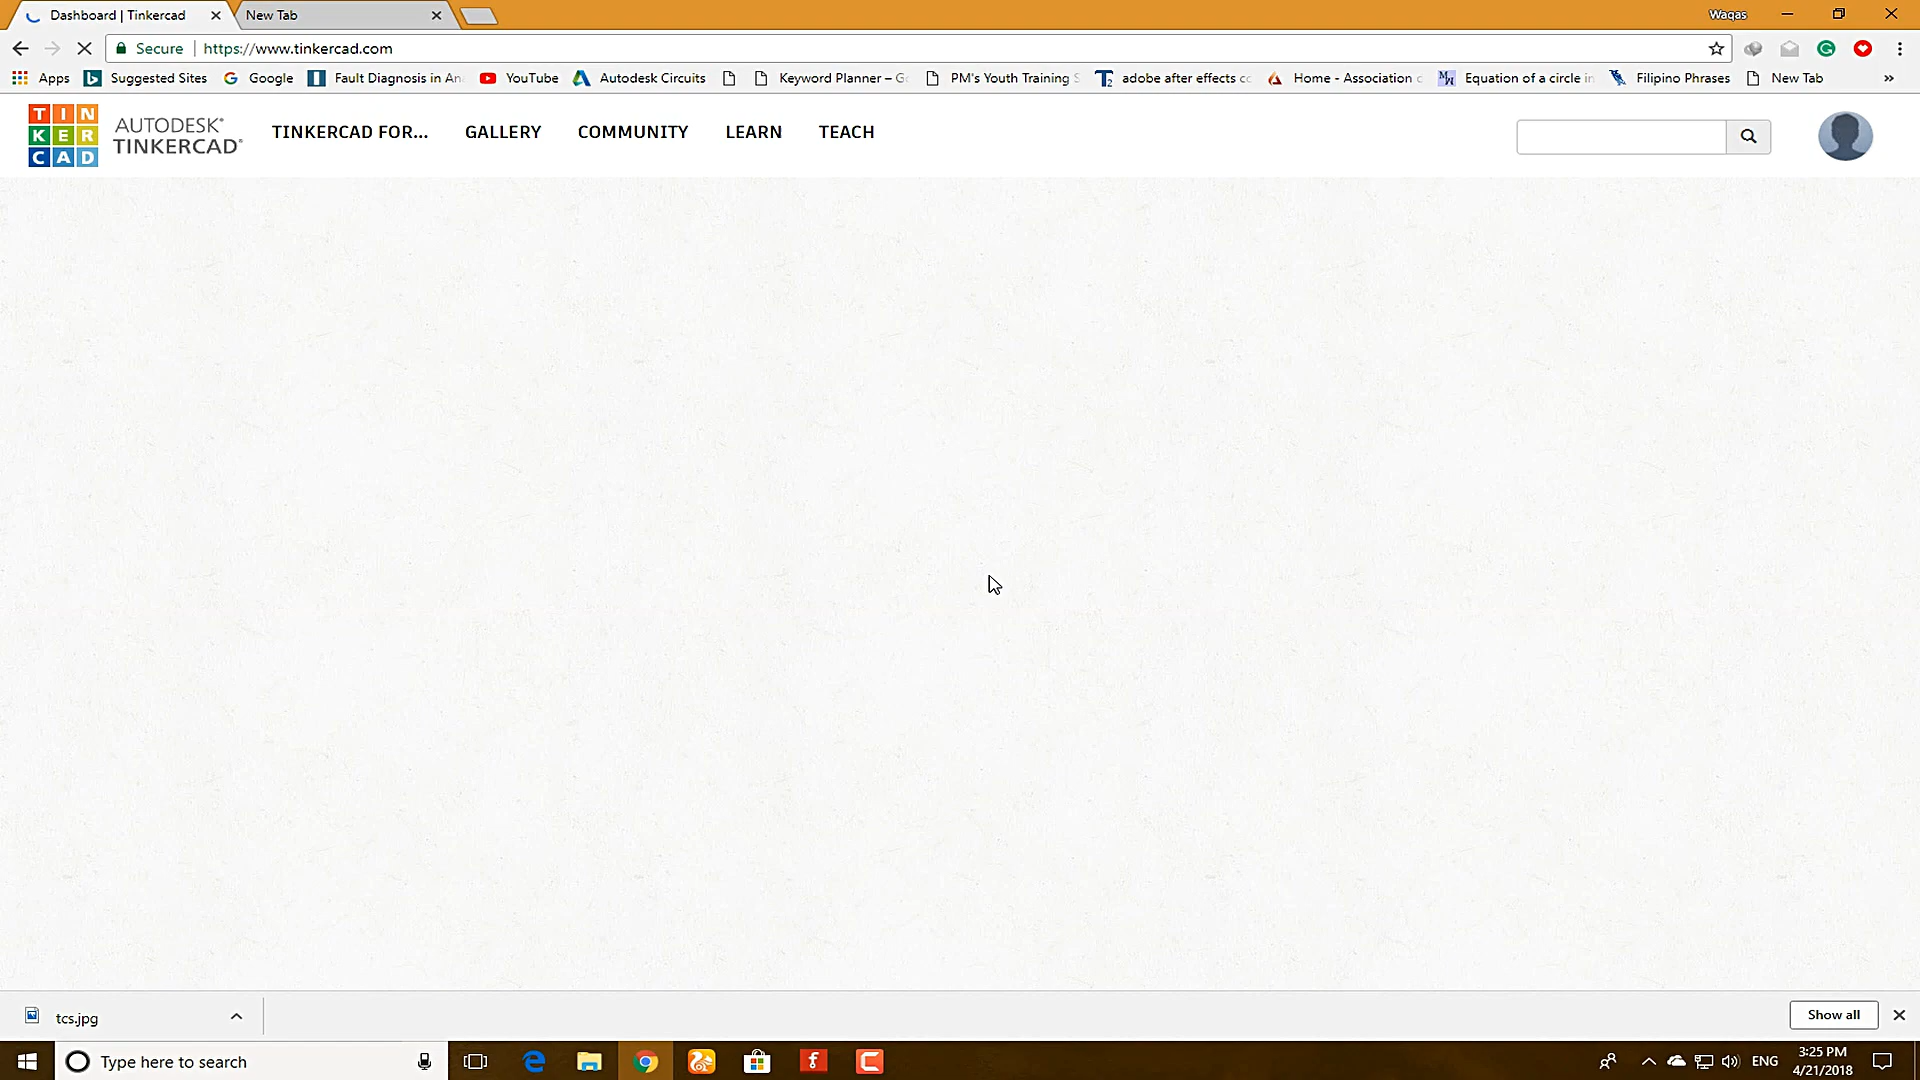 Dashboard | Tinkercad
New Tab
Waqas
Secure https://www.tinkercad.com
Apps Suggested Sites Google Fault Diagnosis in An YouTube Autodesk Circuits Keyword Planner – G PM's Youth Training S adobe after effects cc Home - Association c Equation of a circle in Filipino Phrases New Tab »
TIN
KER
CAD
AUTODESK®
TINKERCAD®
TINKERCAD FOR... GALLERY COMMUNITY LEARN TEACH
tcs.jpg
Show all
Type here to search
ENG
3:25 PM
4/21/2018